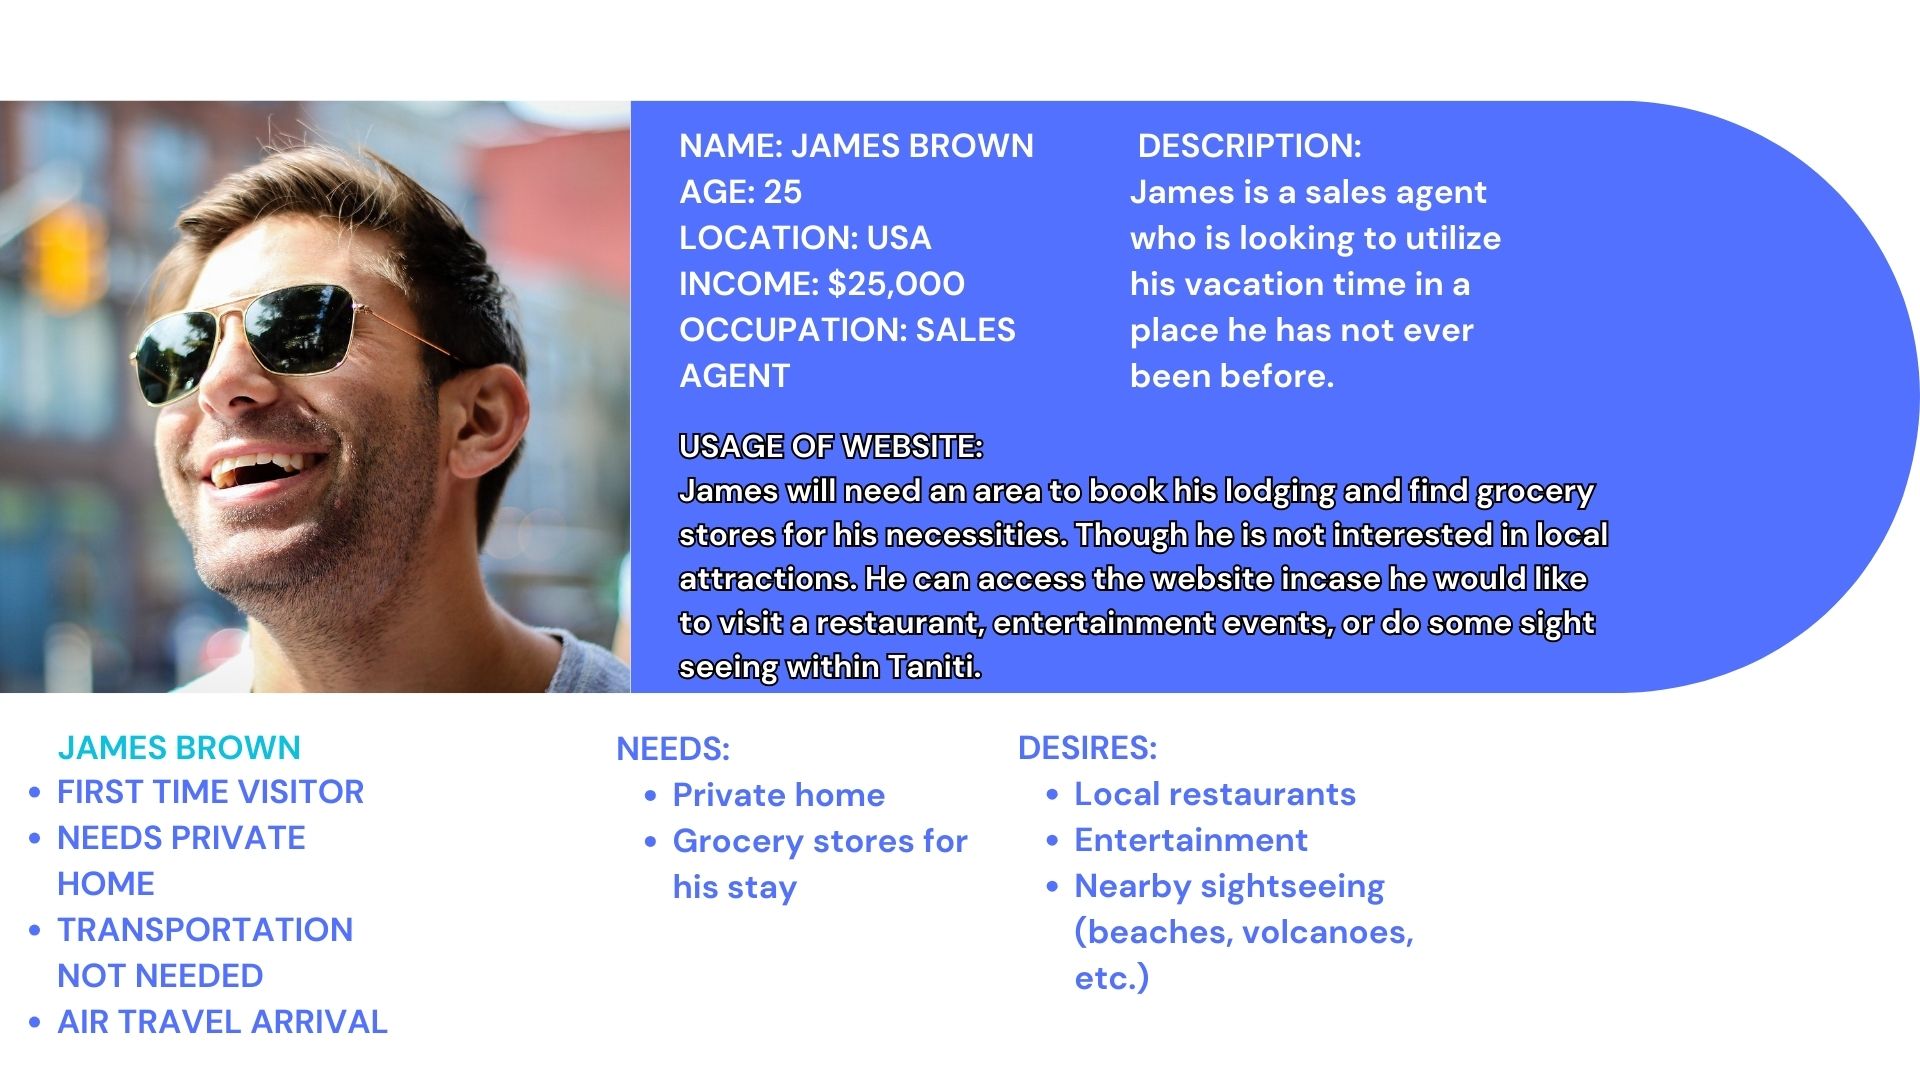 NAME: JAMES BROWN
AGE: 25
LOCATION: USA
INCOME: $25,000
OCCUPATION: SALES
AGENT
DESCRIPTION:
James is a sales agent
who is looking to utilize
his vacation time in a
place he has not ever
been before.
USAGE OF WEBSITE:
James will need an area to book his lodging and find grocery
stores for his necessities. Though he is not interested in local
attractions. He can access the website incase he would like
to visit a restaurant, entertainment events, or do some sight
seeing within Taniti.
JAMES BROWN
• FIRST TIME VISITOR
• NEEDS PRIVATE
HOME
• TRANSPORTATION
NOT NEEDED
• AIR TRAVEL ARRIVAL
NEEDS:
• Private home
• Grocery stores for
his stay
DESIRES:
• Local restaurants
• Entertainment
• Nearby sightseeing
(beaches, volcanoes,
etc.)